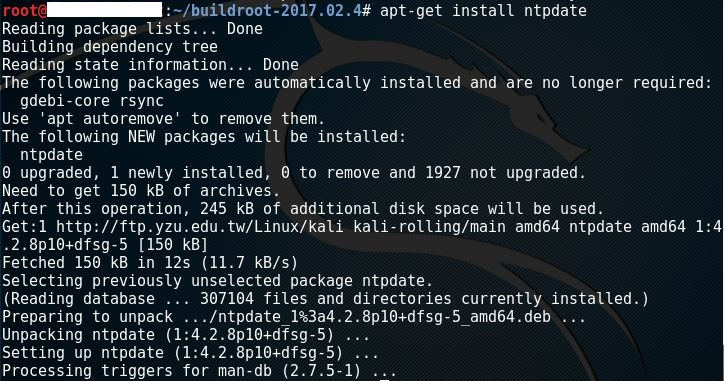 root@:~/buildroot-2017.02.4# apt-get install ntpdate
Reading package lists... Done
Building dependency tree
Reading state information... Done
The following packages were automatically installed and are no longer required:
  gdebi-core rsync
Use 'apt autoremove' to remove them.
The following NEW packages will be installed:
  ntpdate
0 upgraded, 1 newly installed, 0 to remove and 1927 not upgraded.
Need to get 150 kB of archives.
After this operation, 245 kB of additional disk space will be used.
Get:1 http://ftp.yzu.edu.tw/Linux/kali kali-rolling/main amd64 ntpdate amd64 1:4
.2.8p10+dfsg-5 [150 kB]
Fetched 150 kB in 12s (11.7 kB/s)
Selecting previously unselected package ntpdate.
(Reading database ... 307104 files and directories currently installed.)
Preparing to unpack .../ntpdate_1%3a4.2.8p10+dfsg-5_amd64.deb ...
Unpacking ntpdate (1:4.2.8p10+dfsg-5) ...
Setting up ntpdate (1:4.2.8p10+dfsg-5) ...
Processing triggers for man-db (2.7.5-1) ...